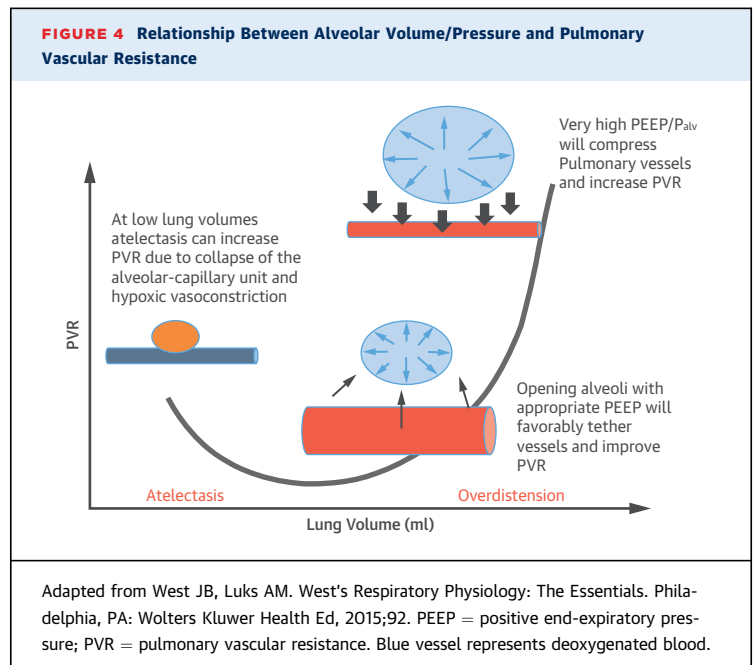 FIGURE 4 Relationship Between Alveolar Volume/Pressure and Pulmonary
Vascular Resistance
Very high PEEP/Palv
will compress
Pulmonary vessels
and increase PVR
At low lung volumes
atelectasis can increase
PVR due to collapse of the
alveolar-capillary unit and
hypoxic vasoconstriction
PVR
Opening alveoli with
appropriate PEEP will
favorably tether
vessels and improve
PVR
Atelectasis
Overdistension
Lung Volume (ml)
Adapted from West JB, Luks AM. West's Respiratory Physiology: The Essentials. Phila-
delphia, PA: Wolters Kluwer Health Ed, 2015;92. PEEP = positive end-expiratory pres-
sure; PVR = pulmonary vascular resistance. Blue vessel represents deoxygenated blood.